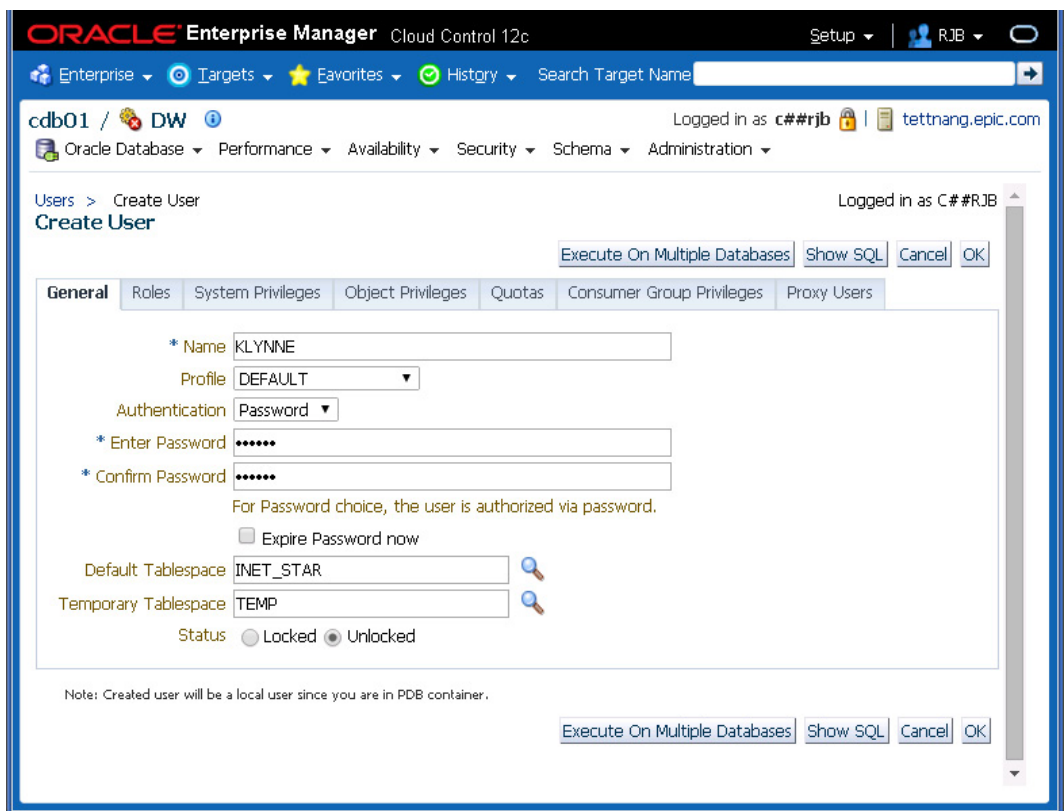 ORACLE Enterprise Manager Cloud Control 12c Setup RJB
Enterprise Targets Favorites History Search Target Name
cdb01 / DW Logged in as c##rjb | tettnang.epic.com
Oracle Database Performance Availability Security Schema Administration
Users > Create User Logged in as C##RJB
Create User
Execute On Multiple Databases Show SQL Cancel OK
General Roles System Privileges Object Privileges Quotas Consumer Group Privileges Proxy Users
* Name KLYNNE
Profile DEFAULT
Authentication Password
* Enter Password ••••••
* Confirm Password ••••••
For Password choice, the user is authorized via password.
Expire Password now
Default Tablespace INET_STAR
Temporary Tablespace TEMP
Status Locked Unlocked
Note: Created user will be a local user since you are in PDB container.
Execute On Multiple Databases Show SQL Cancel OK